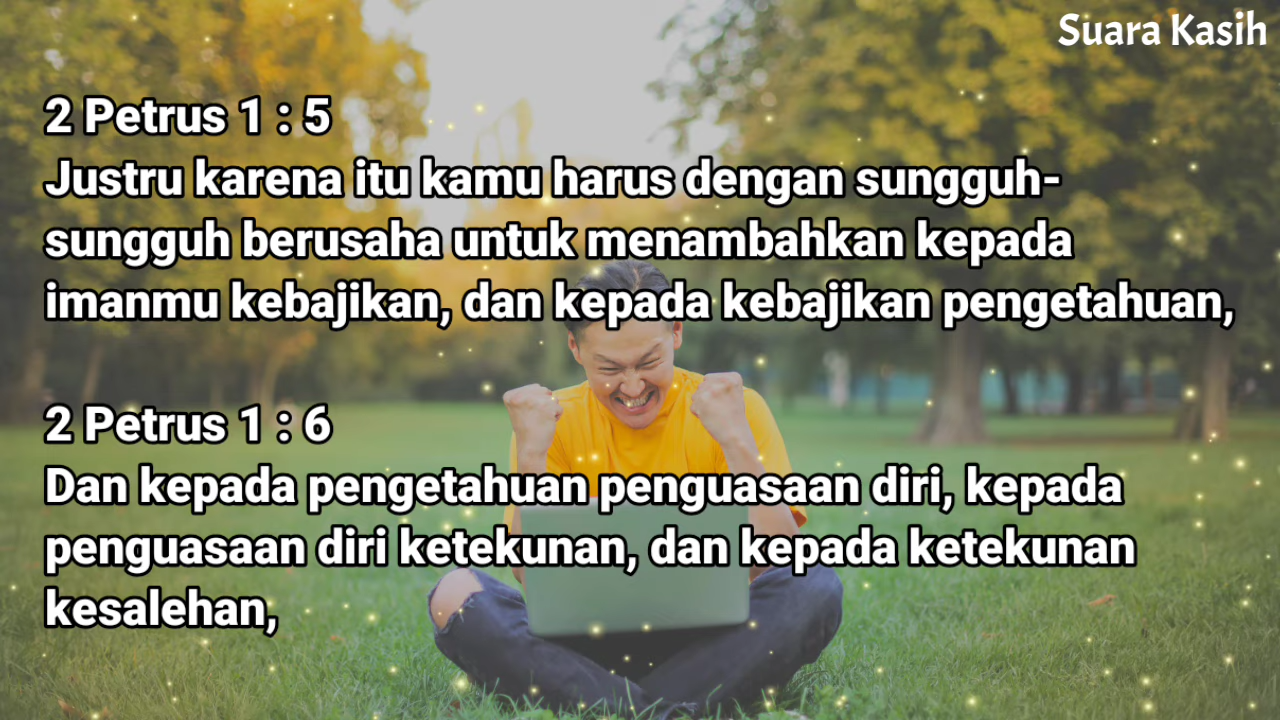 Suara Kasih
2 Petrus 1 : 5
Justru karena itu kamu harus dengan sungguh-
sungguh berusaha untuk menambahkan kepada
imanmu kebajikan, dan kepada kebajikan pengetahuan,
2 Petrus 1 : 6
Dan kepada pengetahuan penguasaan diri, kepada
penguasaan diri ketekunan, dan kepada ketekunan
kesalehan,